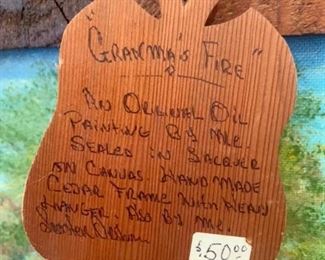 "Granma's Fire"
An Original Oil
Painting By Me.
Sealed in Lacquer
on Canvas. Hand Made
Cedar Frame With Heavy
Hanger. Also By Me.
$50.00